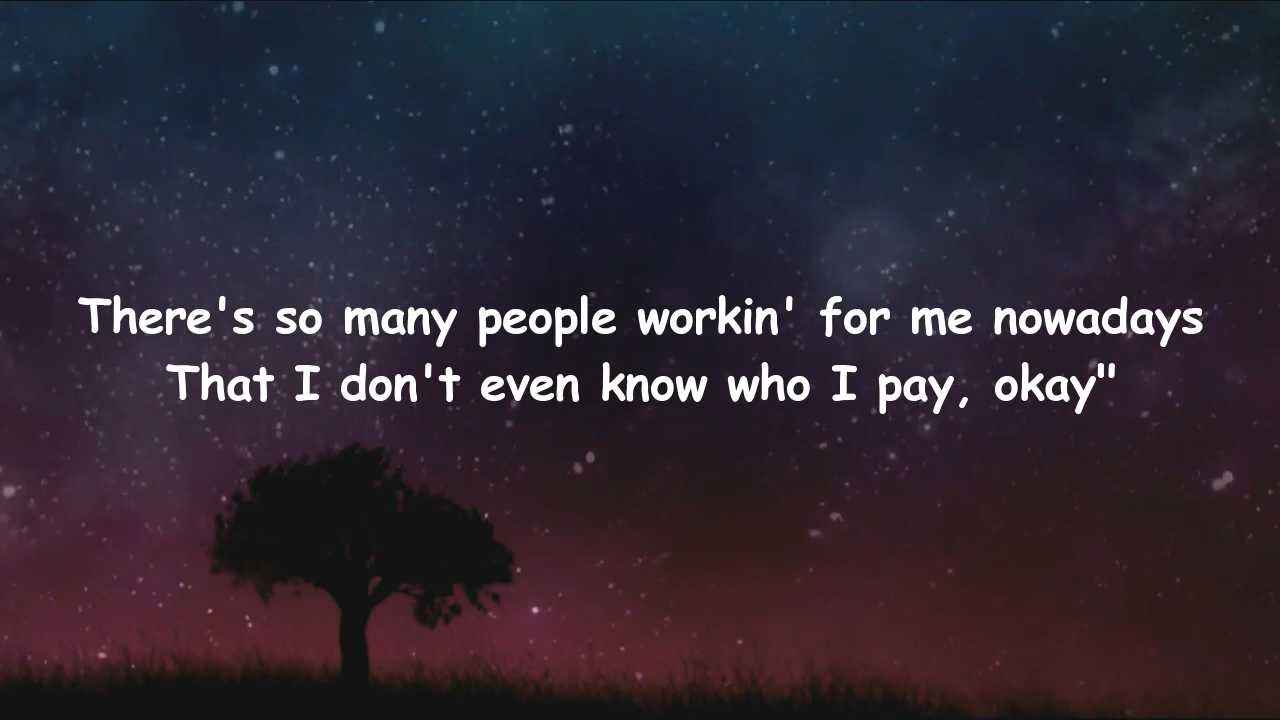 There's so many people workin' for me nowadays
That I don't even know who I pay, okay"